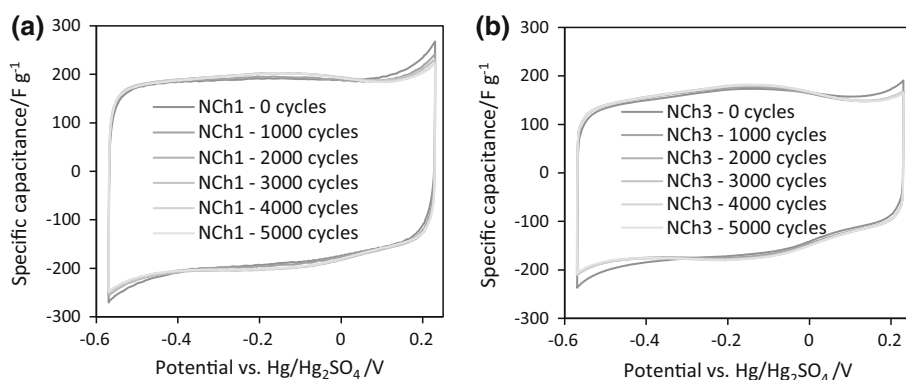 (a)
300
200
100
0
-100
-200
-300
Specific capacitance/F g⁻¹
NCh1 - 0 cycles
NCh1 - 1000 cycles
NCh1 - 2000 cycles
NCh1 - 3000 cycles
NCh1 - 4000 cycles
NCh1 - 5000 cycles
-0.6 -0.4 -0.2 0 0.2
Potential vs. Hg/Hg₂SO₄/V
(b)
300
200
100
0
-100
-200
-300
Specific capacitance/F g⁻¹
NCh3 - 0 cycles
NCh3 - 1000 cycles
NCh3 - 2000 cycles
NCh3 - 3000 cycles
NCh3 - 4000 cycles
NCh3 - 5000 cycles
-0.6 -0.4 -0.2 0 0.2
Potential vs. Hg/Hg₂SO₄/V